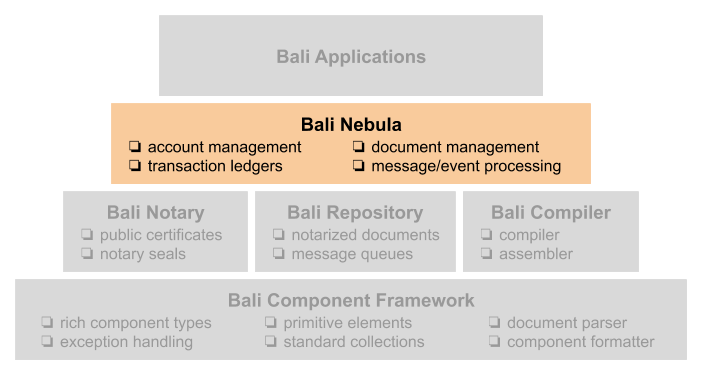 Bali Applications
Bali Nebula
❏ account management ❏ document management
❏ transaction ledgers ❏ message/event processing
Bali Notary
❏ public certificates
❏ notary seals
Bali Repository
❏ notarized documents
❏ message queues
Bali Compiler
❏ compiler
❏ assembler
Bali Component Framework
❏ rich component types ❏ primitive elements ❏ document parser
❏ exception handling ❏ standard collections ❏ component formatter